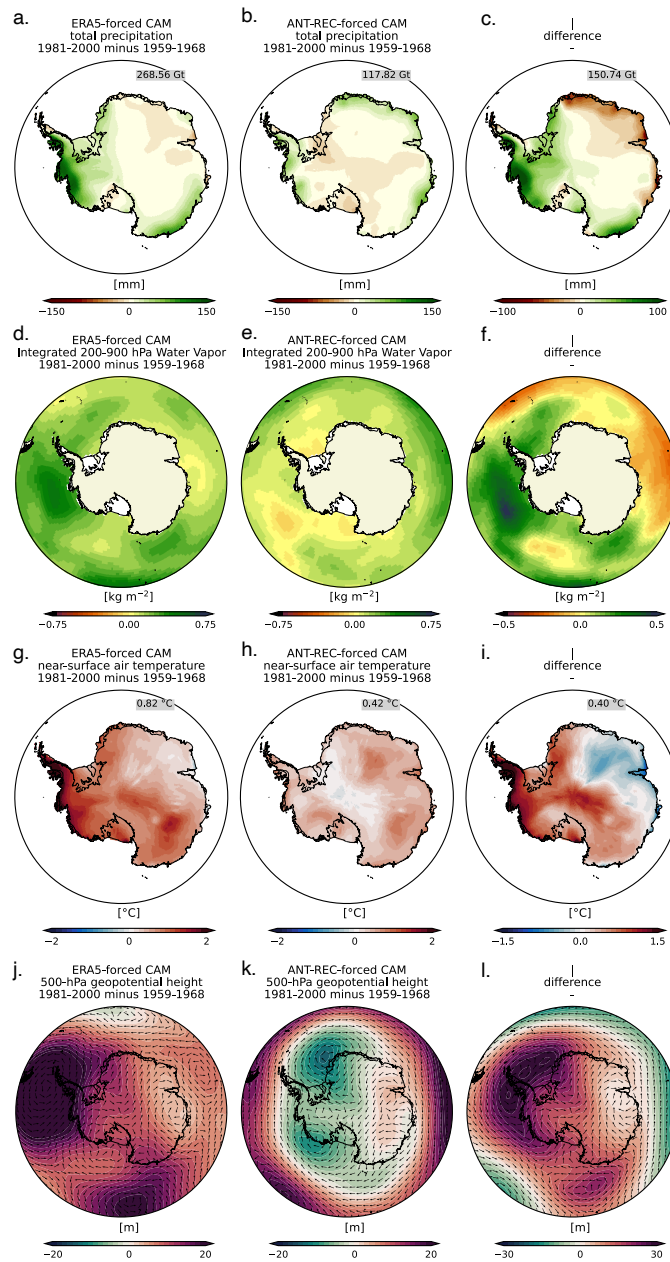 a.
ERA5-forced CAM
total precipitation
1981-2000 minus 1959-1968
268.56 Gt
[mm]
−150 0 150
b.
ANT-REC-forced CAM
total precipitation
1981-2000 minus 1959-1968
117.82 Gt
[mm]
−150 0 150
c.
|
difference
-
150.74 Gt
[mm]
−100 0 100
d.
ERA5-forced CAM
Integrated 200-900 hPa Water Vapor
1981-2000 minus 1959-1968
[kg m⁻²]
−0.75 0.00 0.75
e.
ANT-REC-forced CAM
Integrated 200-900 hPa Water Vapor
1981-2000 minus 1959-1968
[kg m⁻²]
−0.75 0.00 0.75
f.
|
difference
-
[kg m⁻²]
−0.5 0.0 0.5
g.
ERA5-forced CAM
near-surface air temperature
1981-2000 minus 1959-1968
0.82 °C
[°C]
−2 0 2
h.
ANT-REC-forced CAM
near-surface air temperature
1981-2000 minus 1959-1968
0.42 °C
[°C]
−2 0 2
i.
|
difference
-
0.40 °C
[°C]
−1.5 0.0 1.5
j.
ERA5-forced CAM
500-hPa geopotential height
1981-2000 minus 1959-1968
[m]
−20 0 20
k.
ANT-REC-forced CAM
500-hPa geopotential height
1981-2000 minus 1959-1968
[m]
−20 0 20
l.
|
difference
-
[m]
−30 0 30